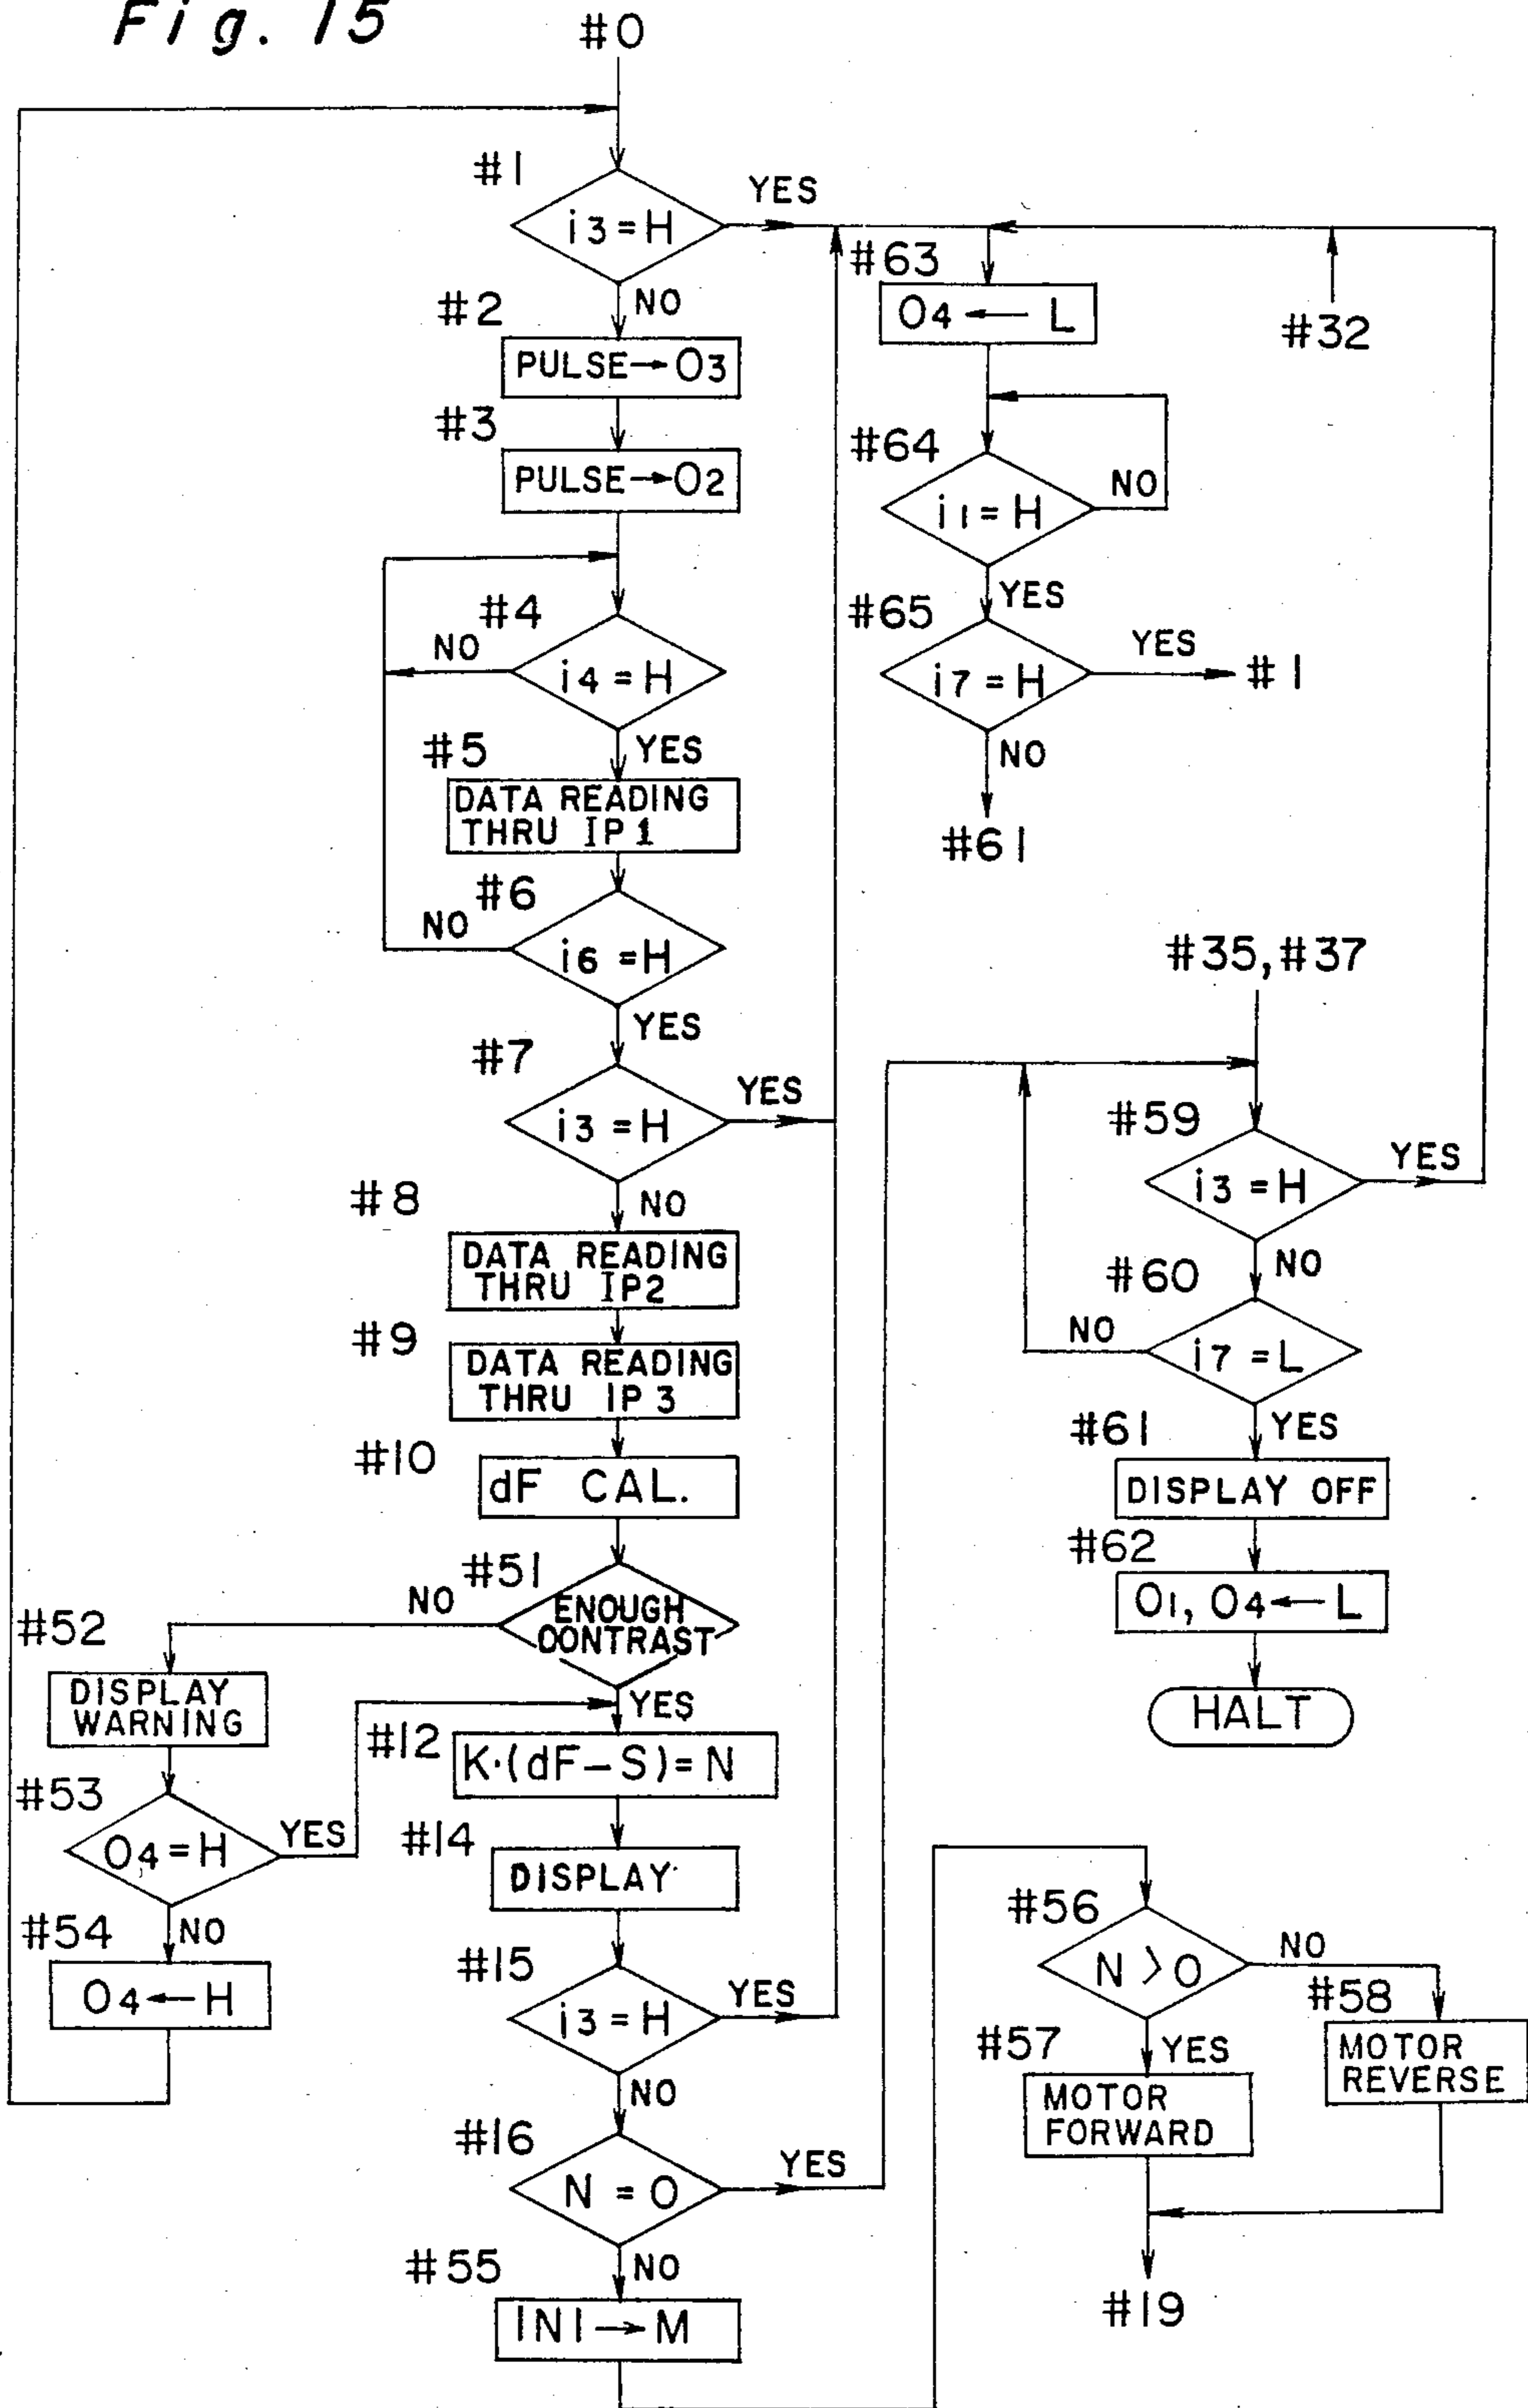 Fig. 15
#0
#1
i3 = H
YES
NO
#2
PULSE→O3
#3
PULSE→O2
#4
NO
i4 = H
YES
#5
DATA READING
THRU IP1
#6
NO
i6 = H
YES
#7
i3 = H
YES
NO
#8
DATA READING
THRU IP2
#9
DATA READING
THRU IP3
#10
dF CAL.
#51
NO
ENOUGH
CONTRAST
YES
#52
DISPLAY
WARNING
#53
O4 = H
YES
NO
#54
O4←H
#12
K·(dF−S)=N
#14
DISPLAY
#15
i3 = H
YES
NO
#16
N = O
YES
NO
#55
INI→M
#63
O4 ← L
#32
#64
i1 = H
NO
YES
#65
i7 = H
YES
#1
NO
#61
#35, #37
#59
i3 = H
YES
NO
#60
NO
i7 = L
YES
#61
DISPLAY OFF
#62
O1, O4←L
HALT
#56
N > O
NO
YES
#58
MOTOR
REVERSE
#57
MOTOR
FORWARD
#19